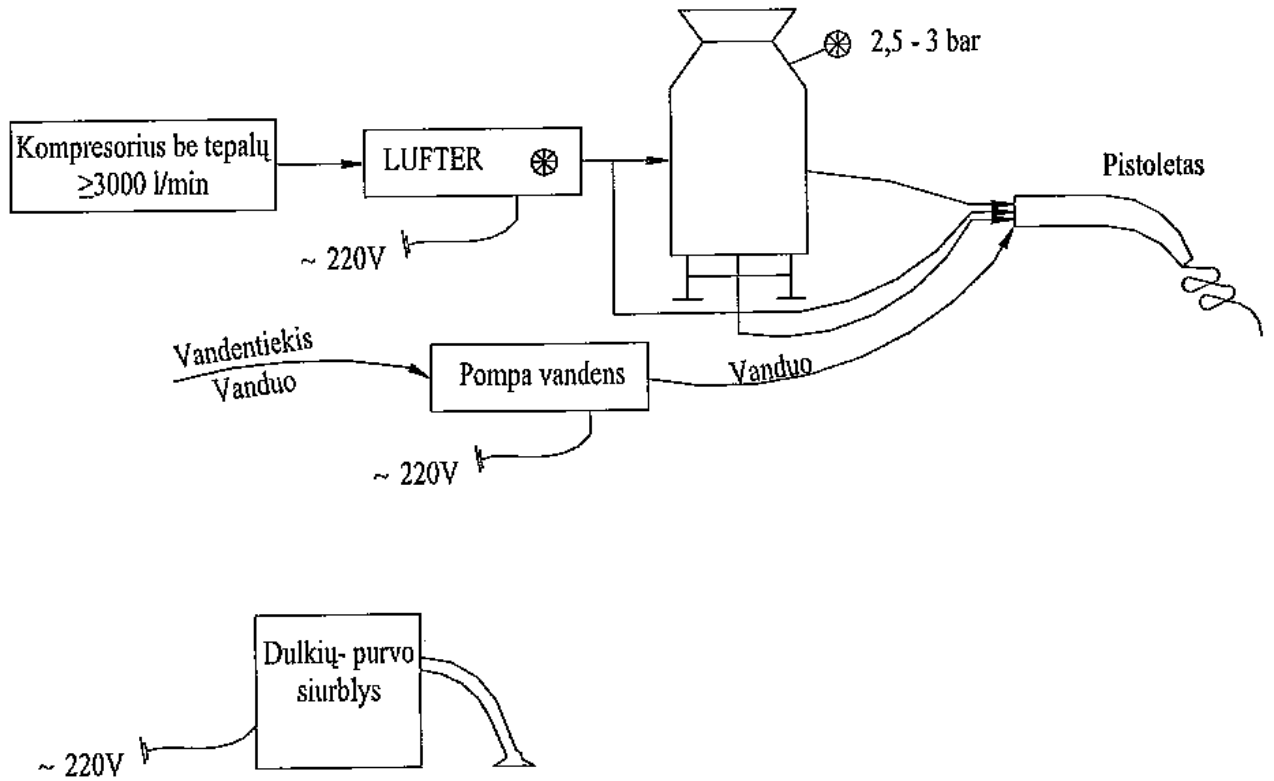 2,5 - 3 bar
Kompresorius be tepalų
≥3000 l/min
LUFTER
Pistoletas
~ 220V
Vandentiekis
Vanduo
Pompa vandens
Vanduo
~ 220V
Dulkių- purvo
siurblys
~ 220V